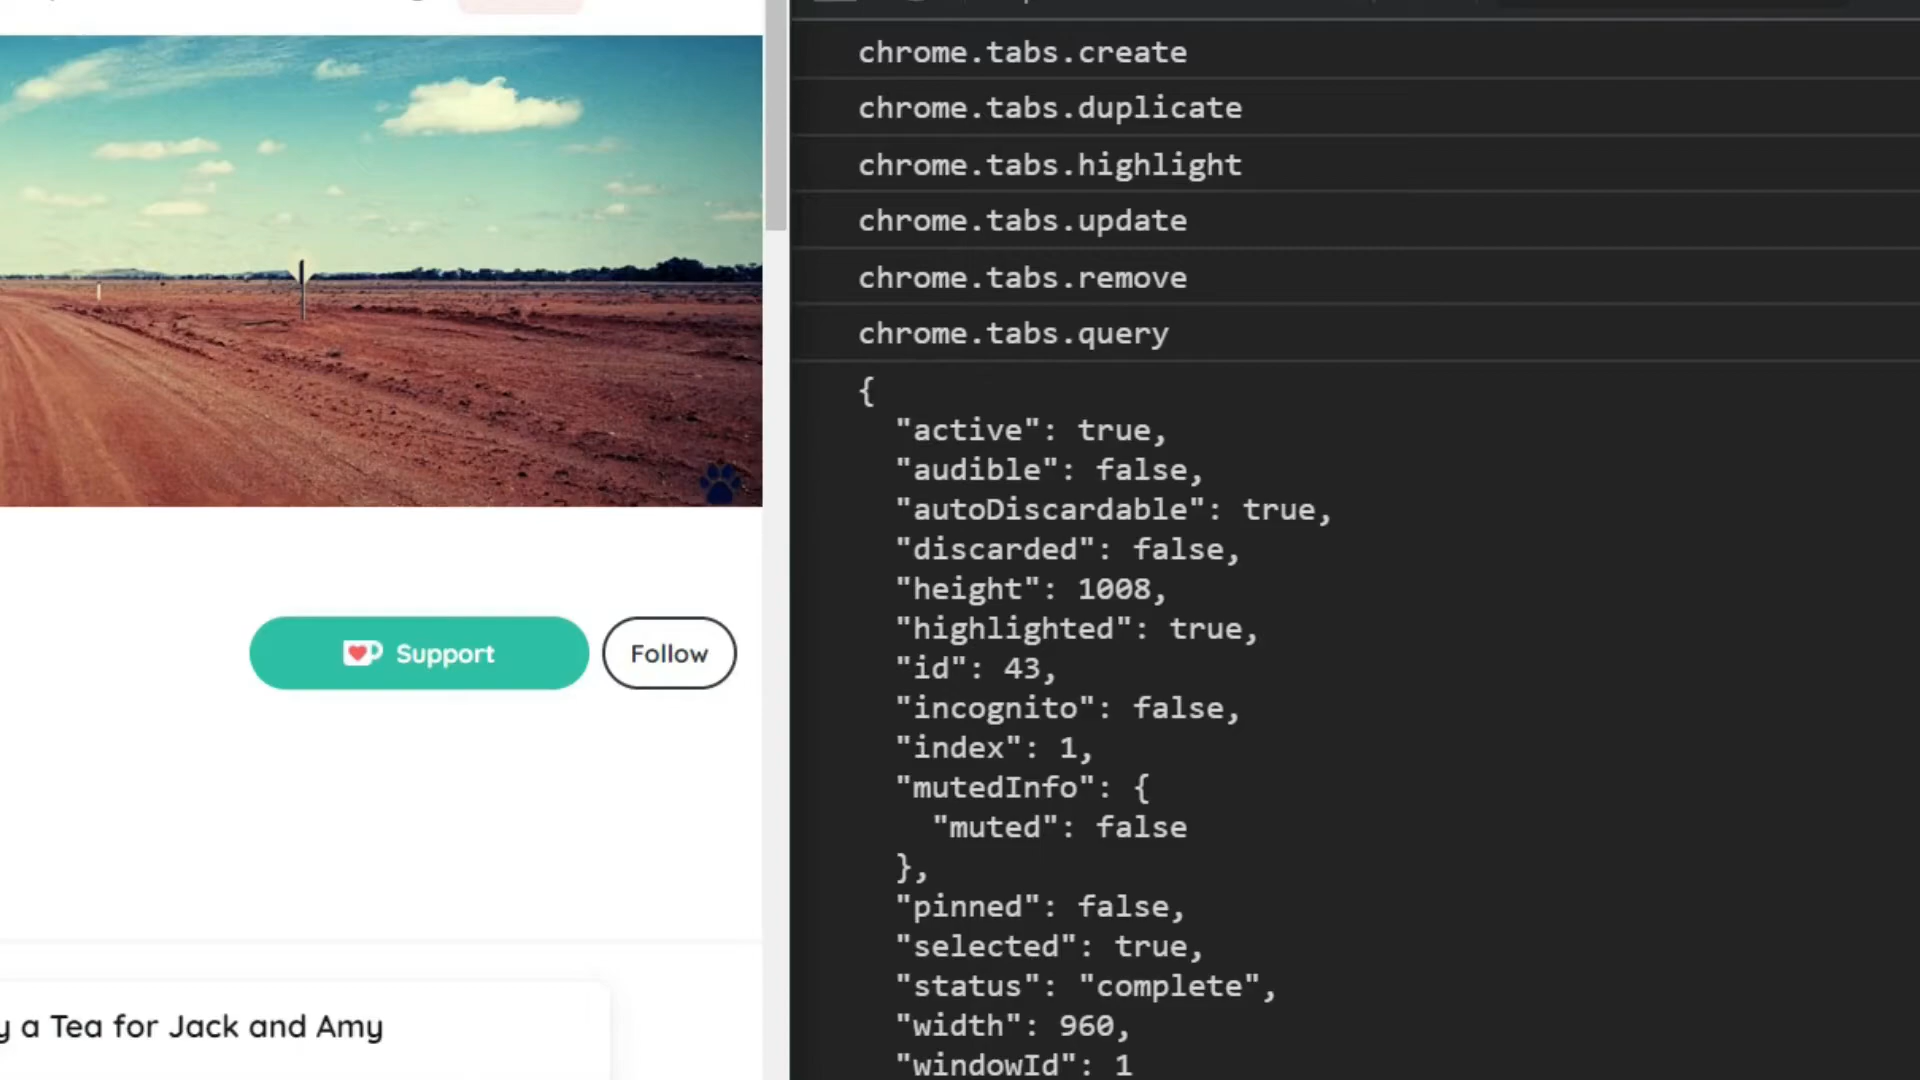 Support
Follow
y a Tea for Jack and Amy
chrome.tabs.create
chrome.tabs.duplicate
chrome.tabs.highlight
chrome.tabs.update
chrome.tabs.remove
chrome.tabs.query
{
"active": true,
"audible": false,
"autoDiscardable": true,
"discarded": false,
"height": 1008,
"highlighted": true,
"id": 43,
"incognito": false,
"index": 1,
"mutedInfo": {
"muted": false
},
"pinned": false,
"selected": true,
"status": "complete",
"width": 960,
"windowId": 1